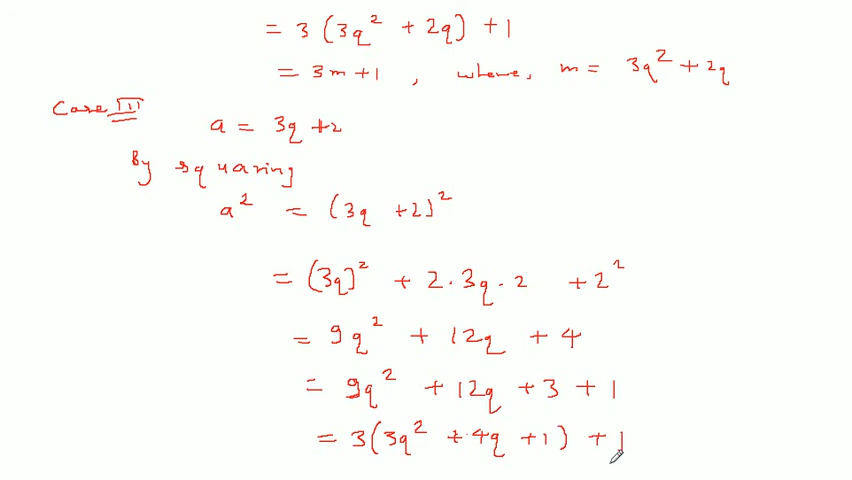 = 3 (3q² + 2q) + 1
= 3m+1 , where, m = 3q² + 2q
Case III
a = 3q +2
By squaring
a² = (3q +2)²
= (3q)² + 2·3q·2 + 2²
= 9q² + 12q + 4
= 9q² + 12q + 3 + 1
= 3(3q² + 4q + 1) + 1